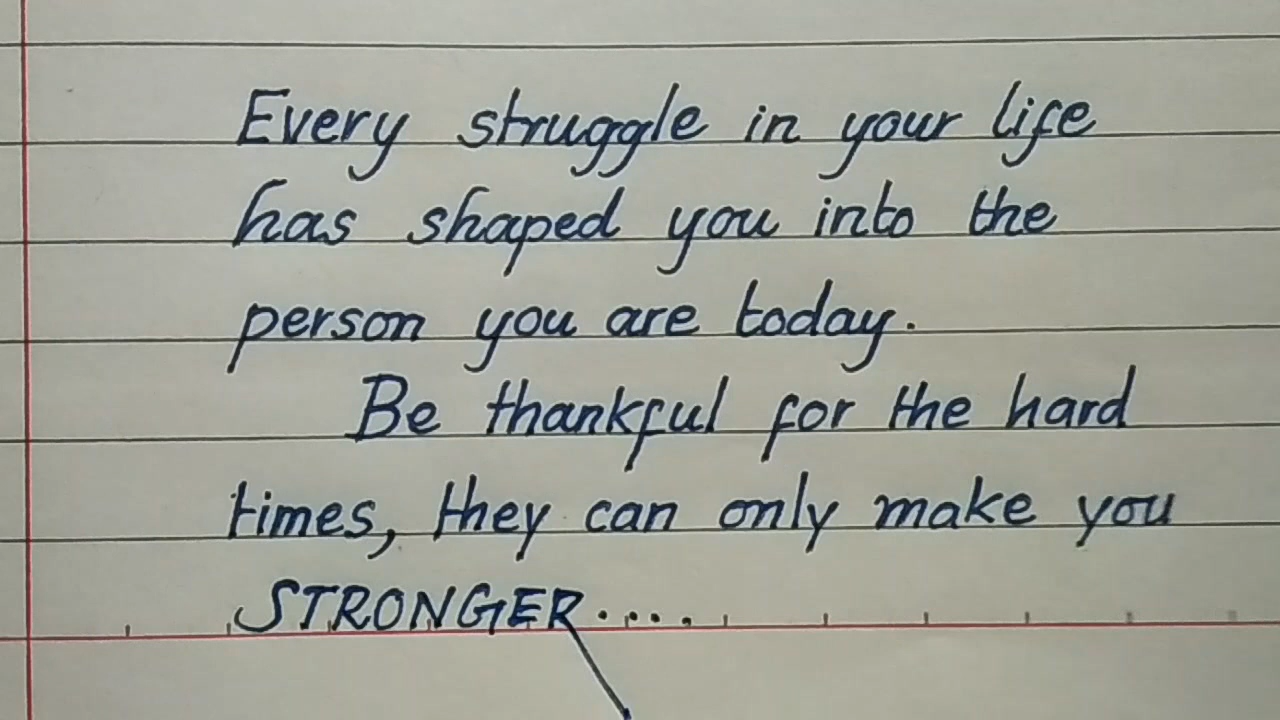 Every struggle in your life
has shaped you into the
person you are today.
Be thankful for the hard
times, they can only make you
STRONGER....